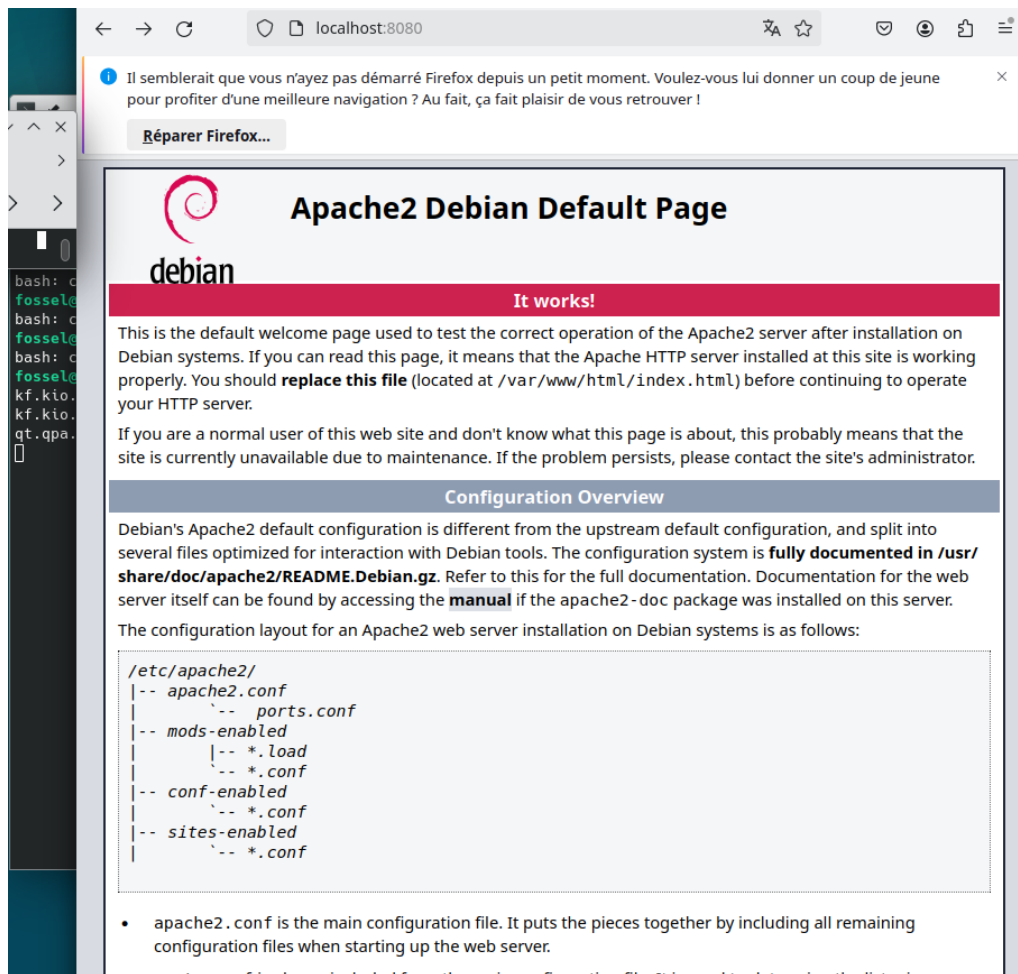 localhost:8080
Il semblerait que vous n’ayez pas démarré Firefox depuis un petit moment. Voulez-vous lui donner un coup de jeune
pour profiter d’une meilleure navigation ? Au fait, ça fait plaisir de vous retrouver !
Réparer Firefox...
debian
Apache2 Debian Default Page
It works!
This is the default welcome page used to test the correct operation of the Apache2 server after installation on
Debian systems. If you can read this page, it means that the Apache HTTP server installed at this site is working
properly. You should replace this file (located at /var/www/html/index.html) before continuing to operate
your HTTP server.
If you are a normal user of this web site and don't know what this page is about, this probably means that the
site is currently unavailable due to maintenance. If the problem persists, please contact the site's administrator.
Configuration Overview
Debian's Apache2 default configuration is different from the upstream default configuration, and split into
several files optimized for interaction with Debian tools. The configuration system is fully documented in /usr/
share/doc/apache2/README.Debian.gz. Refer to this for the full documentation. Documentation for the web
server itself can be found by accessing the manual if the apache2-doc package was installed on this server.
The configuration layout for an Apache2 web server installation on Debian systems is as follows:
/etc/apache2/
|-- apache2.conf
|       `--  ports.conf
|-- mods-enabled
|       |-- *.load
|       `-- *.conf
|-- conf-enabled
|       `-- *.conf
|-- sites-enabled
|       `-- *.conf
• apache2.conf is the main configuration file. It puts the pieces together by including all remaining
configuration files when starting up the web server.
bash: c
fossel@
bash: c
fossel@
bash: c
fossel@
kf.kio.
kf.kio.
qt.qpa.